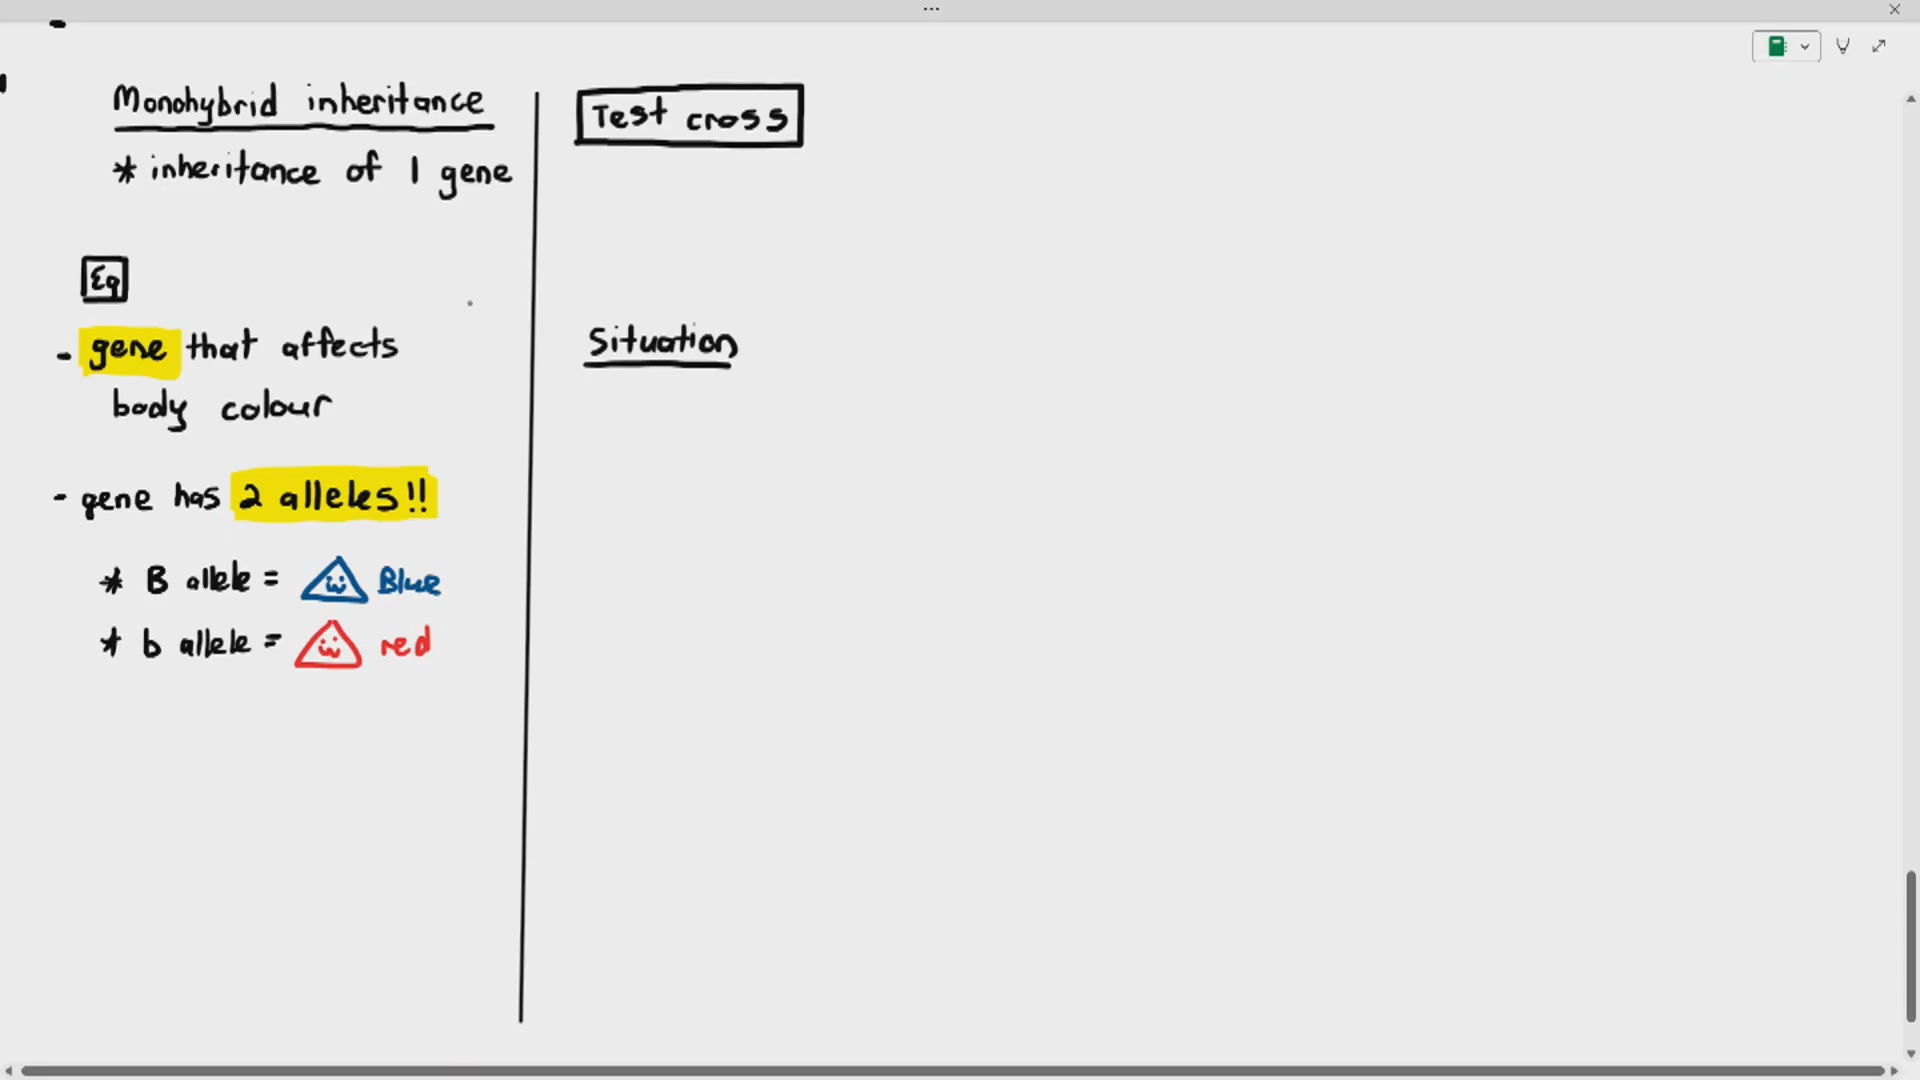 Monohybrid inheritance
* inheritance of 1 gene
Eg
- gene that affects
body colour
- gene has 2 alleles!!
* B allele = Blue
* b allele = red
Test cross
Situation